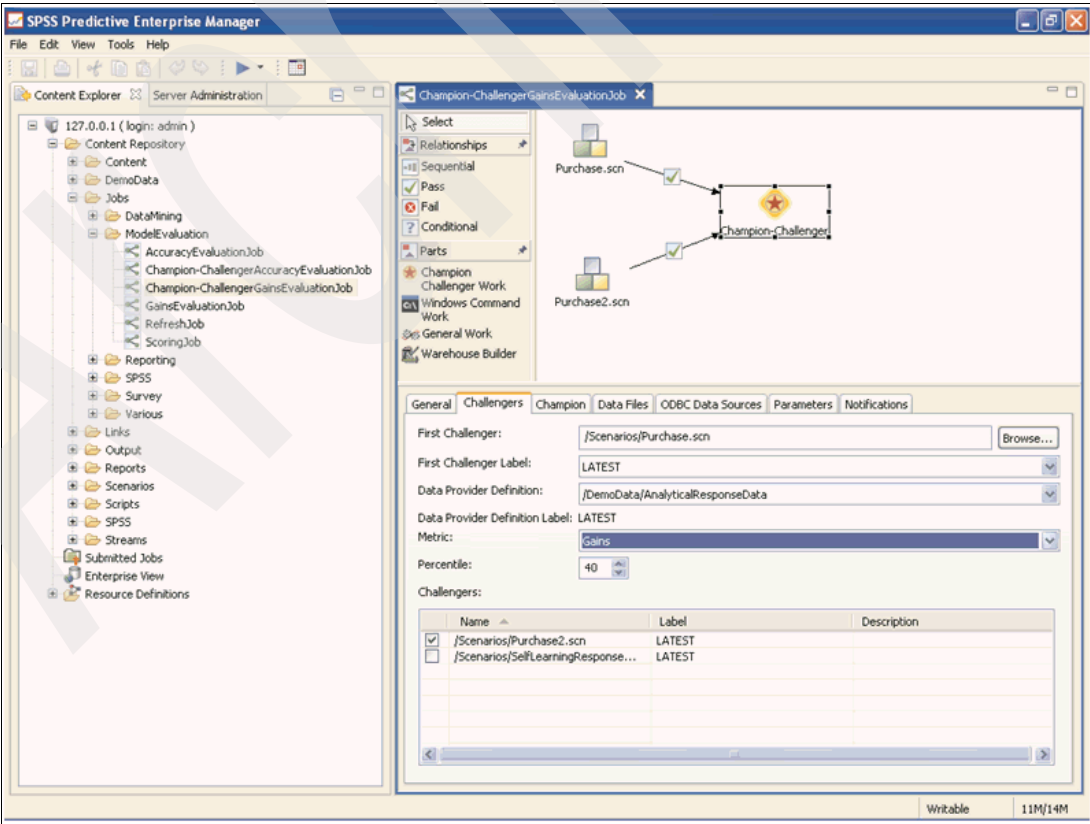 SPSS Predictive Enterprise Manager
File Edit View Tools Help
Content Explorer Server Administration
127.0.0.1 ( login: admin )
Content Repository
Content
DemoData
Jobs
DataMining
ModelEvaluation
AccuracyEvaluationJob
Champion-ChallengerAccuracyEvaluationJob
Champion-ChallengerGainsEvaluationJob
GainsEvaluationJob
RefreshJob
ScoringJob
Reporting
SPSS
Survey
Various
Links
Output
Reports
Scenarios
Scripts
SPSS
Streams
Submitted Jobs
Enterprise View
Resource Definitions
Champion-ChallengerGainsEvaluationJob
Select
Relationships
Sequential
Pass
Fail
Conditional
Parts
Champion
Challenger Work
Windows Command
Work
General Work
Warehouse Builder
Purchase.scn
Champion-Challenger
Purchase2.scn
General Challengers Champion Data Files ODBC Data Sources Parameters Notifications
First Challenger: /Scenarios/Purchase.scn Browse...
First Challenger Label: LATEST
Data Provider Definition: /DemoData/AnalyticalResponseData
Data Provider Definition Label: LATEST
Metric: Gains
Percentile: 40
Challengers:
Name Label Description
/Scenarios/Purchase2.scn LATEST
/Scenarios/SelfLearningResponse... LATEST
Writable 11M/14M